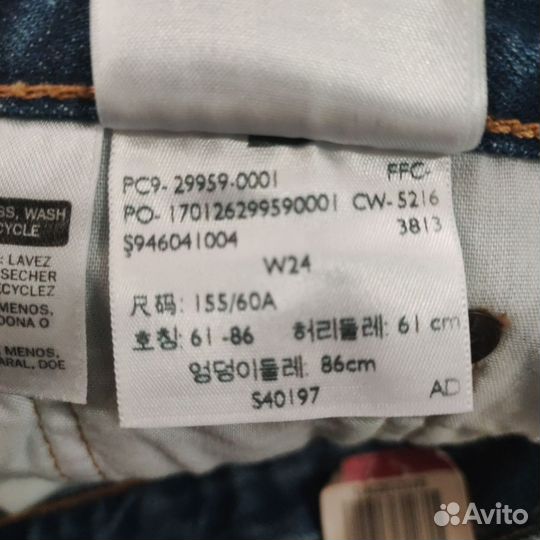 PC9- 29959-0001 FFC-
PO- 170126299590001 CW- 5216
S946041004 3813
W24
尺码: 155/60A
호칭: 61 -86 허리둘레: 61 cm
엉덩이둘레: 86cm
S40197 AD
SS, WASH
CYCLE
: LAVEZ
SECHER
ECYCLEZ
MENOS,
DONA O
MENOS,
ARAL, DOE
Avito